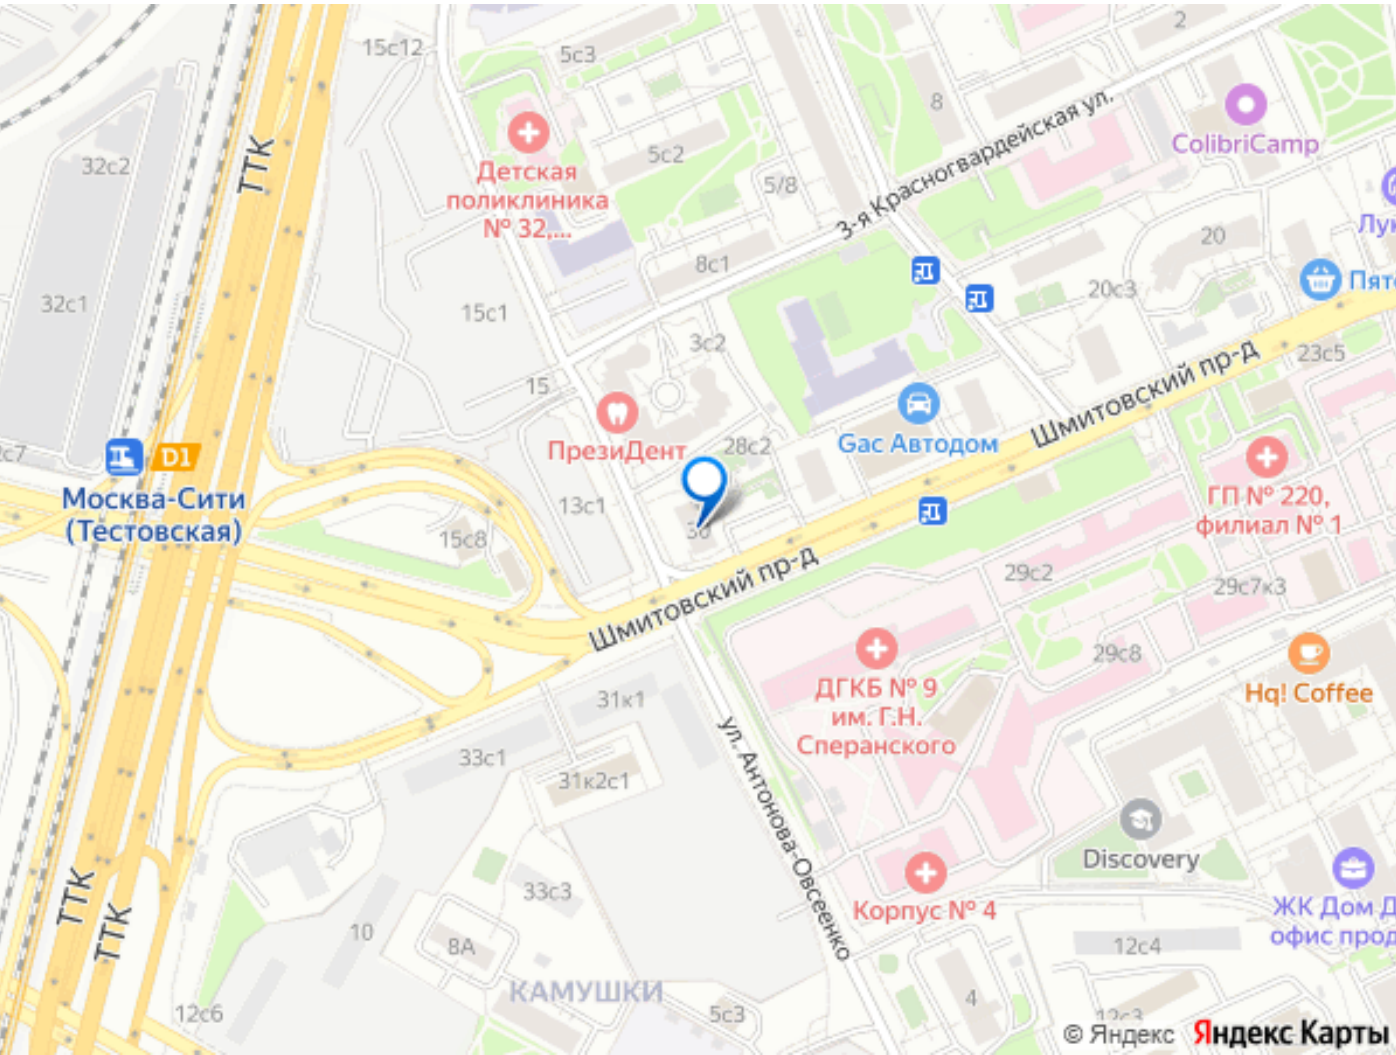 2
15с12
5с3
8
3-я Красногвардейская ул.
ColibriCamp
ТТК
32с2
Детская
поликлиника
№ 32,...
5с2
5/8
8с1
20
Пят
20с3
32с1
15с1
3с2
23с5
Шмитовский пр-д
15
ПрезиДент
28с2
Gac Автодом
D1
Москва-Сити
(Тестовская)
13с1
30
15с8
ГП № 220,
филиал № 1
Шмитовский пр-д
29с2
29с7к3
29с8
ДГКБ № 9
им. Г.Н.
Сперанского
Hq! Coffee
31к1
33с1
31к2с1
ул. Антонова-Овсеенко
Discovery
ТТК
ТТК
33с3
Корпус № 4
ЖК Дом Д
офис прод
10
8А
12с4
КАМУШКИ
12с6
5с3
4
12с3
© Яндекс Яндекс Карты